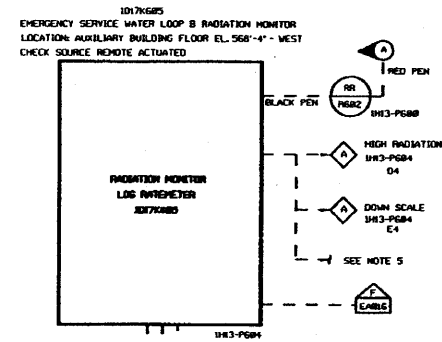 1D17K605
EMERGENCY SERVICE WATER LOOP B RADIATION MONITOR
LOCATION: AUXILIARY BUILDING FLOOR EL. 568'-4" - WEST
CHECK SOURCE REMOTE ACTUATED
A
RED PEN
RR
R602
BLACK PEN
1H13-P600
A
HIGH RADIATION
1H13-P604
D4
RADIATION MONITOR
LOG RATEMETER
1D17K605
A
DOWN SCALE
1H13-P604
E4
SEE NOTE 5
F
1H13-P604